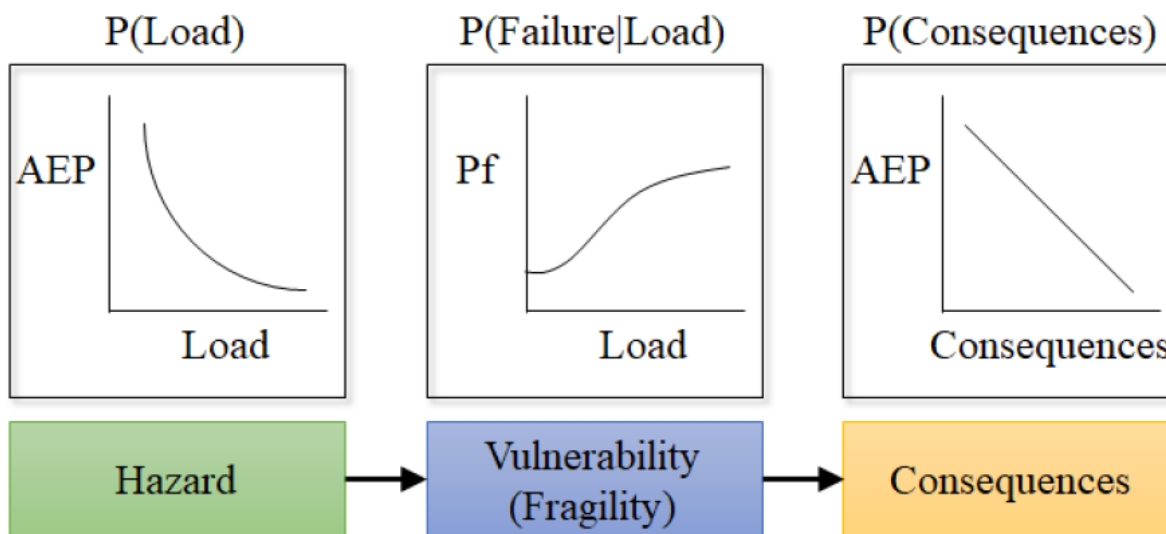 P(Load)
P(Failure|Load)
P(Consequences)
AEP
Load
Pf
Load
AEP
Consequences
Hazard
Vulnerability
(Fragility)
Consequences